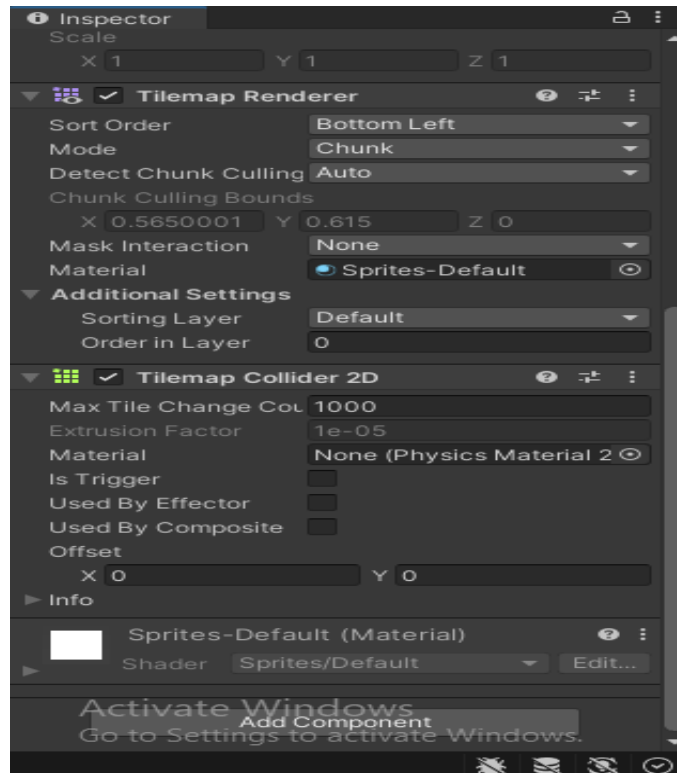 Inspector
Scale
X 1 Y 1 Z 1
Tilemap Renderer
Sort Order Bottom Left
Mode Chunk
Detect Chunk Culling Auto
Chunk Culling Bounds
X 0.5650001 Y 0.615 Z 0
Mask Interaction None
Material Sprites-Default
Additional Settings
Sorting Layer Default
Order in Layer 0
Tilemap Collider 2D
Max Tile Change Cou 1000
Extrusion Factor 1e-05
Material None (Physics Material 2
Is Trigger
Used By Effector
Used By Composite
Offset
X 0 Y 0
Info
Sprites-Default (Material)
Shader Sprites/Default Edit...
Activate Windows
Add Component
Go to Settings to activate Windows.